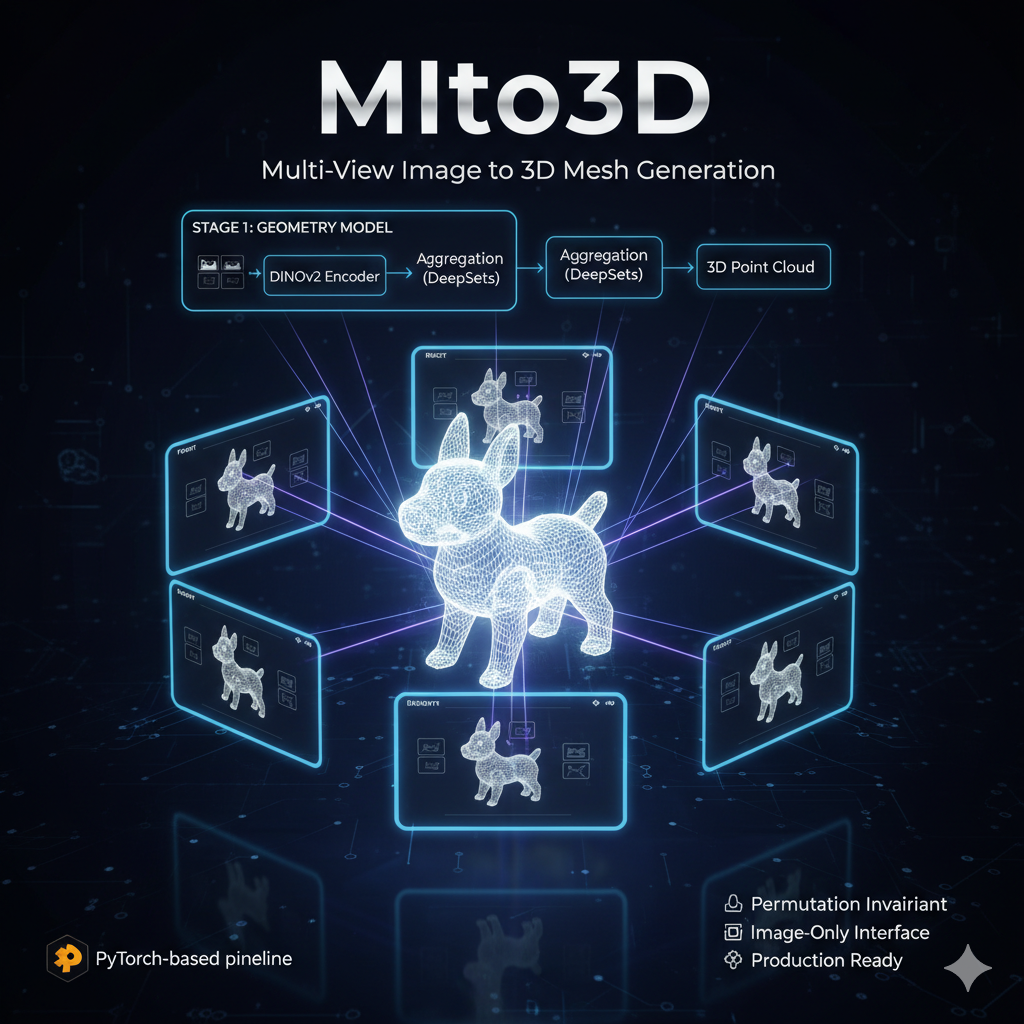 MIto3D
Multi-View Image to 3D Mesh Generation
STAGE 1: GEOMETRY MODEL
DINOv2 Encoder
Aggregation
(DeepSets)
Aggregation
(DeepSets)
3D Point Cloud
Permutation Invairiant
Image-Only Interface
Production Ready
PyTorch-based pipeline